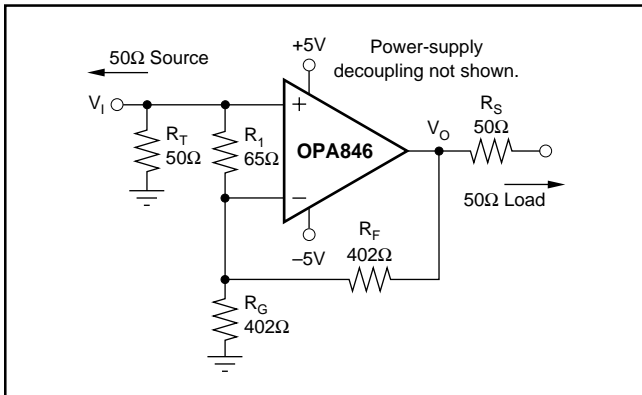 +5V
Power-supply
decoupling not shown.
50Ω Source
V_I
R_T
50Ω
R_1
65Ω
+
−
OPA846
V_O
R_S
50Ω
50Ω Load
–5V
R_F
402Ω
R_G
402Ω